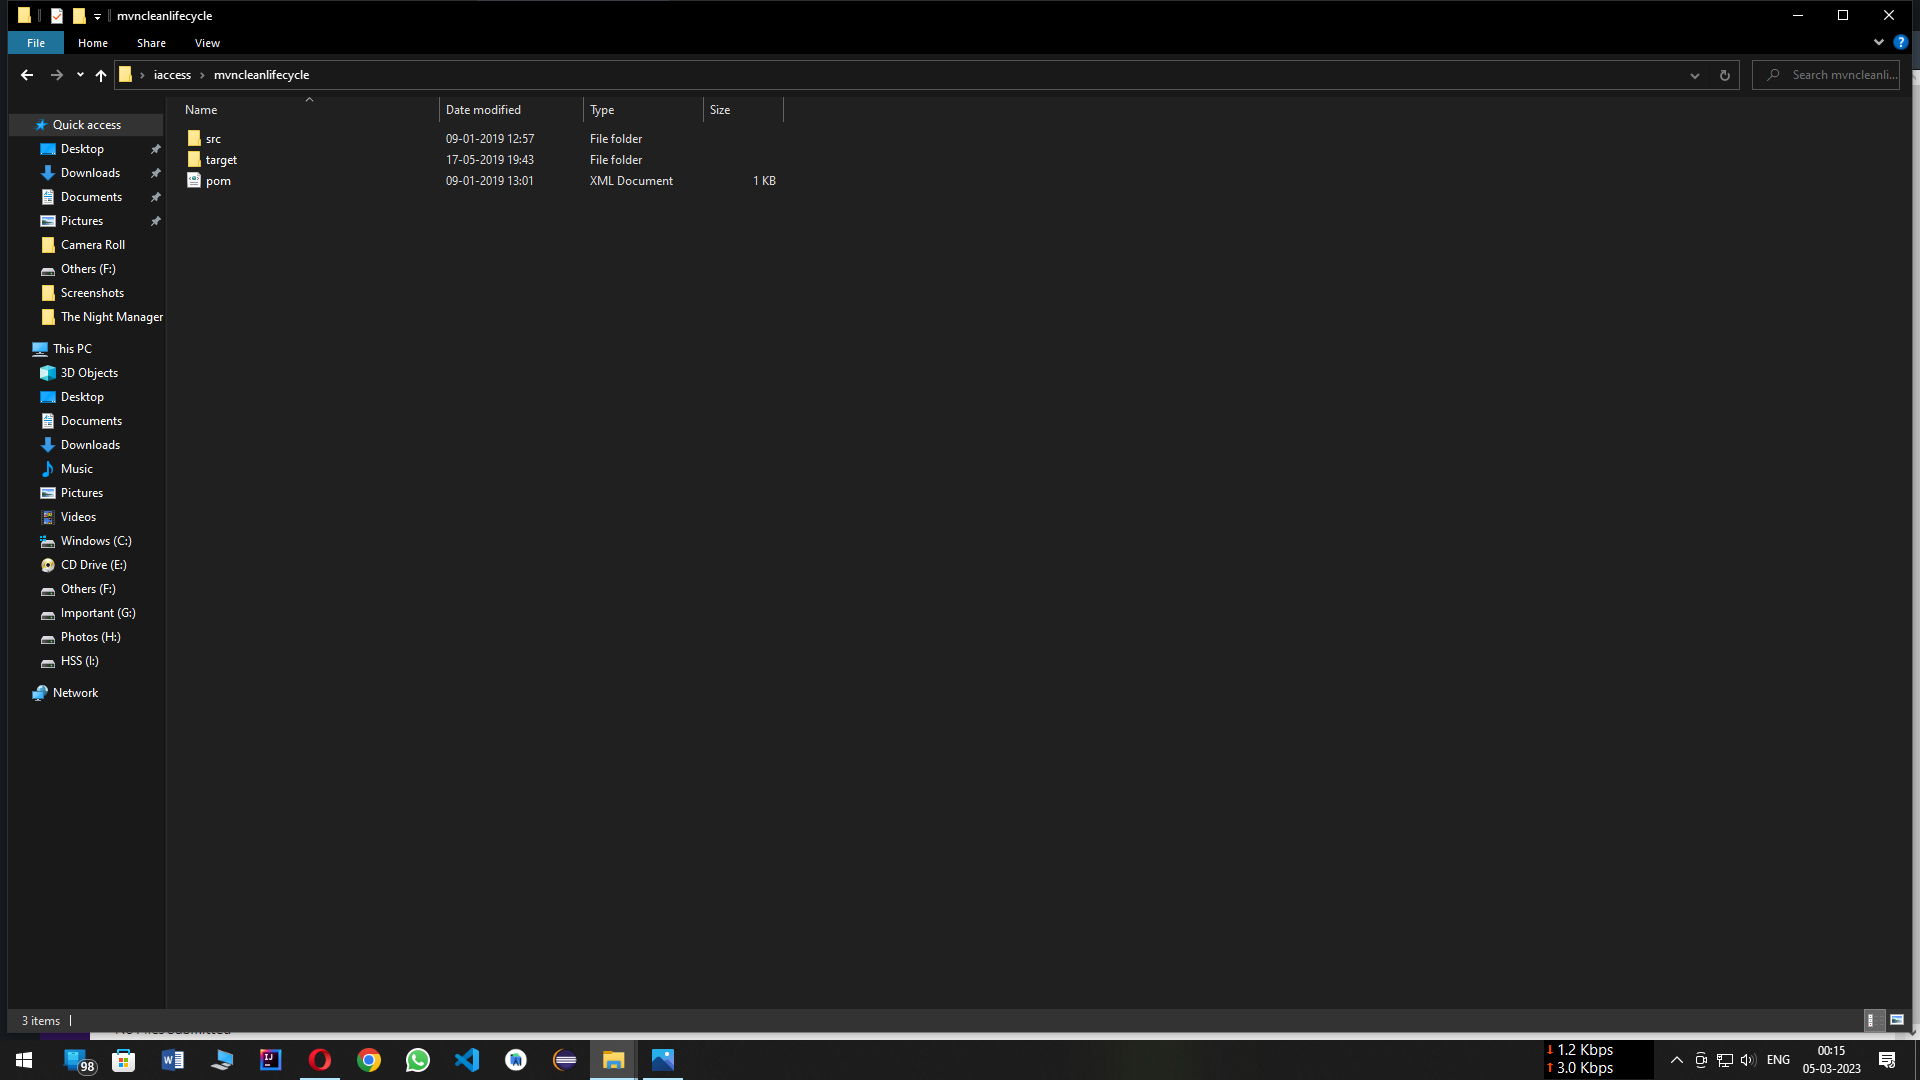 mvncleanlifecycle
File Home Share View
iaccess › mvncleanlifecycle
Search mvncleanli...
Name Date modified Type Size
Quick access
Desktop
Downloads
Documents
Pictures
Camera Roll
Others (F:)
Screenshots
The Night Manager
This PC
3D Objects
Desktop
Documents
Downloads
Music
Pictures
Videos
Windows (C:)
CD Drive (E:)
Others (F:)
Important (G:)
Photos (H:)
HSS (I:)
Network
src 09-01-2019 12:57 File folder
target 17-05-2019 19:43 File folder
pom 09-01-2019 13:01 XML Document 1 KB
3 items
98
IJ
↓ 1.2 Kbps
↑ 3.0 Kbps
ENG
00:15
05-03-2023